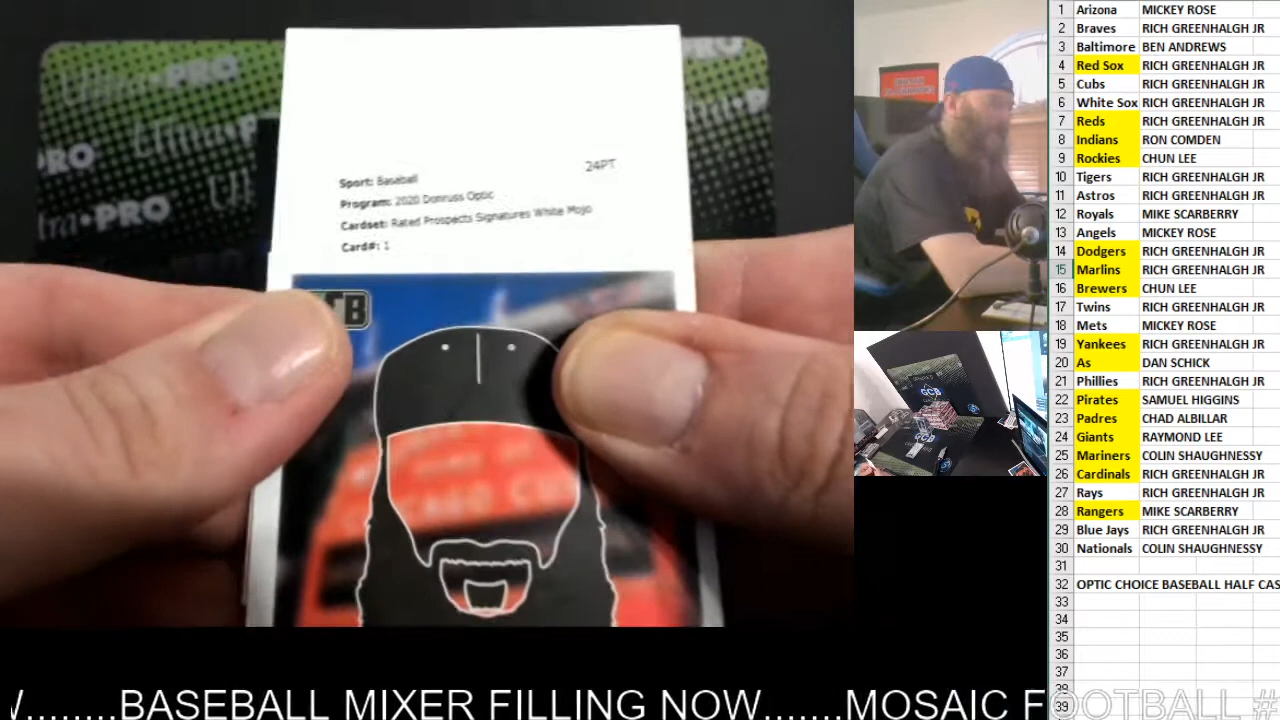 24PT
Sport: Baseball
Program: 2020 Donruss Optic
Cardset: Rated Prospects Signatures White Mojo
Card#: 1
PRO
tra•PRO
GCB
GCB
1 Arizona MICKEY ROSE
2 Braves RICH GREENHALGH JR
3 Baltimore BEN ANDREWS
4 Red Sox RICH GREENHALGH JR
5 Cubs RICH GREENHALGH JR
6 White Sox RICH GREENHALGH JR
7 Reds RICH GREENHALGH JR
8 Indians RON COMDEN
9 Rockies CHUN LEE
10 Tigers RICH GREENHALGH JR
11 Astros RICH GREENHALGH JR
12 Royals MIKE SCARBERRY
13 Angels MICKEY ROSE
14 Dodgers RICH GREENHALGH JR
15 Marlins RICH GREENHALGH JR
16 Brewers CHUN LEE
17 Twins RICH GREENHALGH JR
18 Mets MICKEY ROSE
19 Yankees RICH GREENHALGH JR
20 As DAN SCHICK
21 Phillies RICH GREENHALGH JR
22 Pirates SAMUEL HIGGINS
23 Padres CHAD ALBILLAR
24 Giants RAYMOND LEE
25 Mariners COLIN SHAUGHNESSY
26 Cardinals RICH GREENHALGH JR
27 Rays RICH GREENHALGH JR
28 Rangers MIKE SCARBERRY
29 Blue Jays RICH GREENHALGH JR
30 Nationals COLIN SHAUGHNESSY
31
32 OPTIC CHOICE BASEBALL HALF CAS
33
34
35
36
37
38
39
........BASEBALL MIXER FILLING NOW.......MOSAIC FOOTBALL #